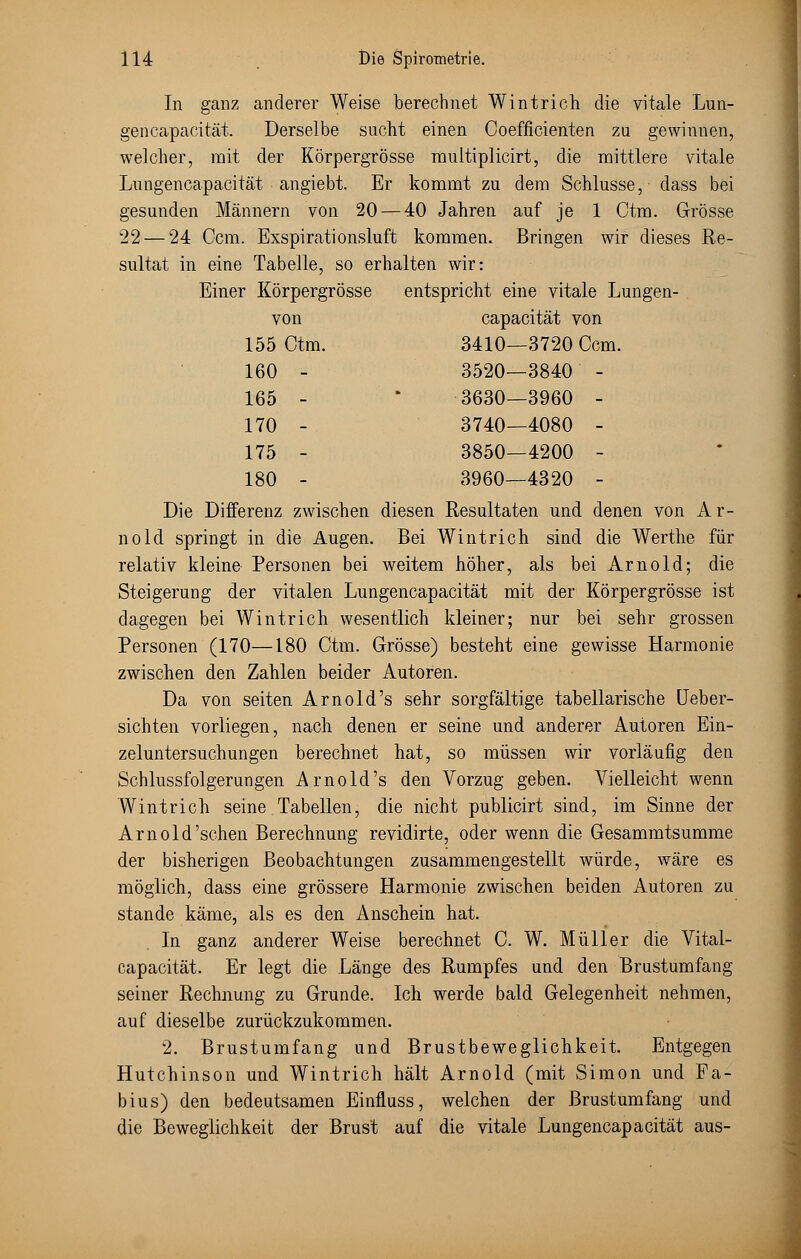 114 Die Spirometrie.
In ganz anderer Weise berechnet Wintrich die vitale Lun-
gencapacität. Derselbe sucht einen Coefficienten zu gewinnen,
welcher, mit der Körpergrösse multiplicirt, die mittlere vitale
Lungencapacität angiebt. Er kommt zu dem Schlusse, dass bei
gesunden Männern von 20—40 Jahren auf je 1 Ctm. Grösse
22—24 Ccm. Exspirationsluft kommen. Bringen wir dieses Re-
sultat in eine Tabelle, so erhalten wir:
Einer Körpergrösse entspricht eine vitale Lungen-
von capacität von
155 Ctm. 3410—3720 Ccm.
160 - 3520—3840 -
165 - 3630—3960 -
170 - 3740—4080 -
175 - 3850—4200 -
180 - 3960—4320 -
Die Differenz zwischen diesen Resultaten und denen von Ar-
nold springt in die Augen. Bei Wintrich sind die Werthe für
relativ kleine Personen bei weitem höher, als bei Arnold; die
Steigerung der vitalen Lungencapacität mit der Körpergrösse ist
dagegen bei Wintrich wesentlich kleiner; nur bei sehr grossen
Personen (170—180 Ctm. Grösse) besteht eine gewisse Harmonie
zwischen den Zahlen beider Autoren.
Da von seiten Arnold's sehr sorgfältige tabellarische Ueber-
sichten vorliegen, nach denen er seine und anderer Autoren Ein-
zeluntersuchungen berechnet hat, so müssen wir vorläufig den
Schlussfolgerungen Arnold's den Vorzug geben. Vielleicht wenn
Wintrich seine Tabellen, die nicht publicirt sind, im Sinne der
Arnold'schen Berechnung revidirte, oder wenn die Gesammtsumme
der bisherigen Beobachtungen zusammengestellt würde, wäre es
möglich, dass eine grössere Harmonie zwischen beiden Autoren zu
stande käme, als es den Anschein hat.
In ganz anderer Weise berechnet C. W. Müller die Vital-
capacität. Er legt die Länge des Rumpfes und den Brustumfang
seiner Rechnung zu Grunde. Ich werde bald Gelegenheit nehmen,
auf dieselbe zurückzukommen.
2. Brustumfang und Brustbeweglichkeit. Entgegen
Hutchinson und Wintrich hält Arnold (mit Simon und Fa-
bius) den bedeutsamen Einfluss, welchen der Brustumfang und
die Beweglichkeit der Brust auf die vitale Lungencapacität aus-